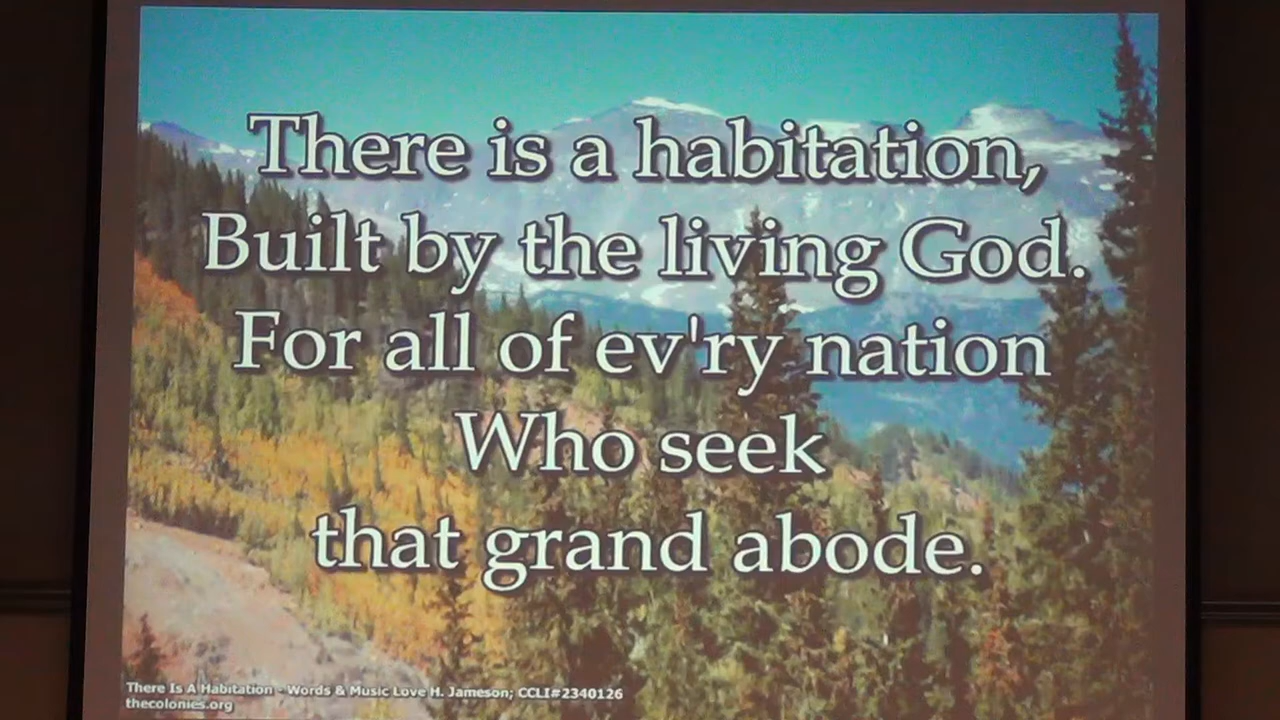 There is a habitation,
Built by the living God.
For all of ev'ry nation
Who seek
that grand abode.
There Is A Habitation - Words & Music Love H. Jameson; CCLI#2340126
thecolonies.org